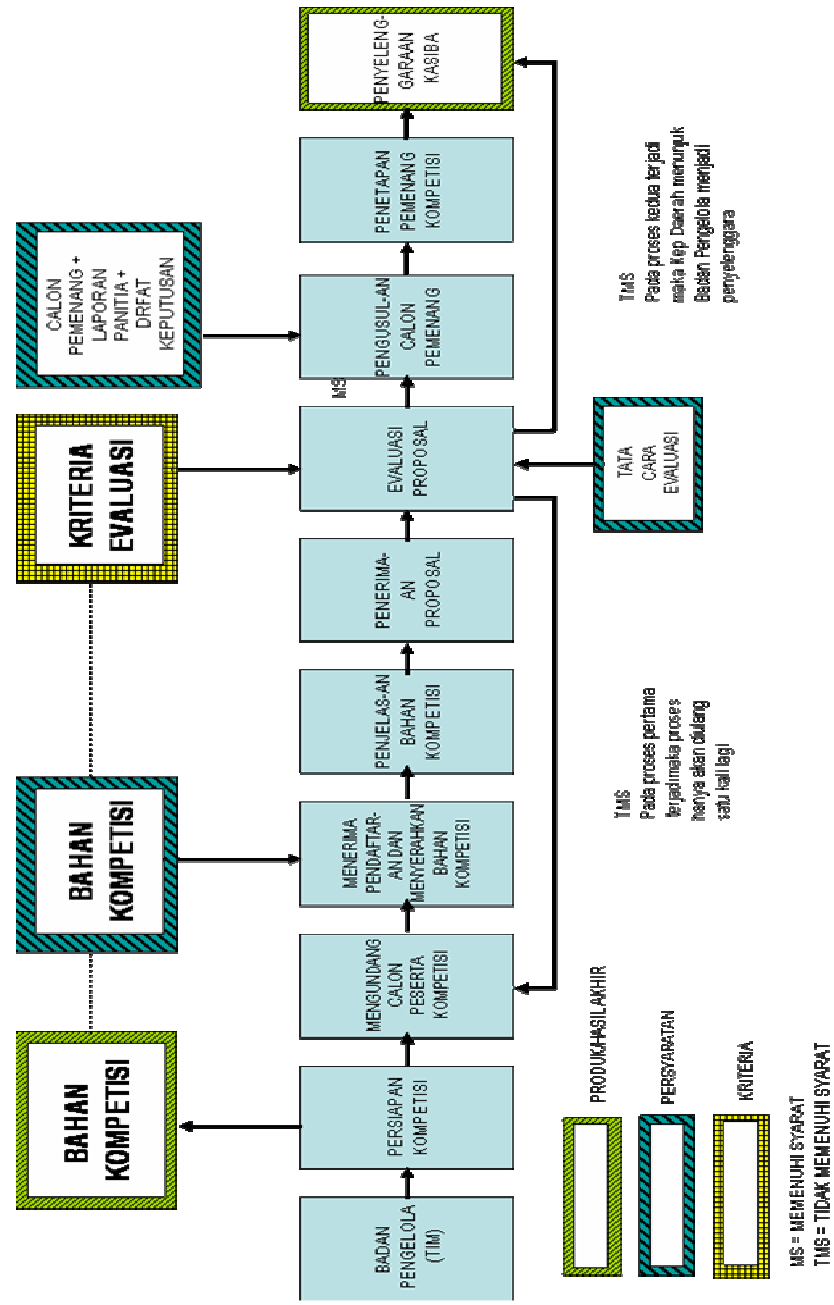 BAHAN
KOMPETISI
BAHAN
KOMPETISI
KRITERIA
EVALUASI
CALON
PEMENANG +
LAPORAN
PANITIA +
DRFAT
KEPUTUSAN
BADAN
PENGELOLA
(TIM)
PERSIAPAN
KOMPETISI
MENGUNDANG
CALON
PESERTA
KOMPETISI
MENERIMA
PENDAFTAR-
AN DAN
MENYERAHKAN
BAHAN
KOMPETISI
PENJELAS-AN
BAHAN
KOMPETISI
PENERIMA-
AN
PROPOSAL
EVALUASI
PROPOSAL
MS
PENGUSUL-AN
CALON
PEMENANG
PENETAPAN
PEMENANG
KOMPETISI
PENYELENG-
GARAAN
KASIBA
TATA
CARA
EVALUASI
TMS
Pada proses pertama
terjadi maka proses
hanya akan diulang
satu kali lagi
TMS
Pada proses kedua terjadi
maka Kep Daerah menunjuk
Badan Pengelola menjadi
penyelenggara
PRODUK/HASIL AKHIR
PERSYARATAN
KRITERIA
MS = MEMENUHI SYARAT
TMS = TIDAK MEMENUHI SYARAT